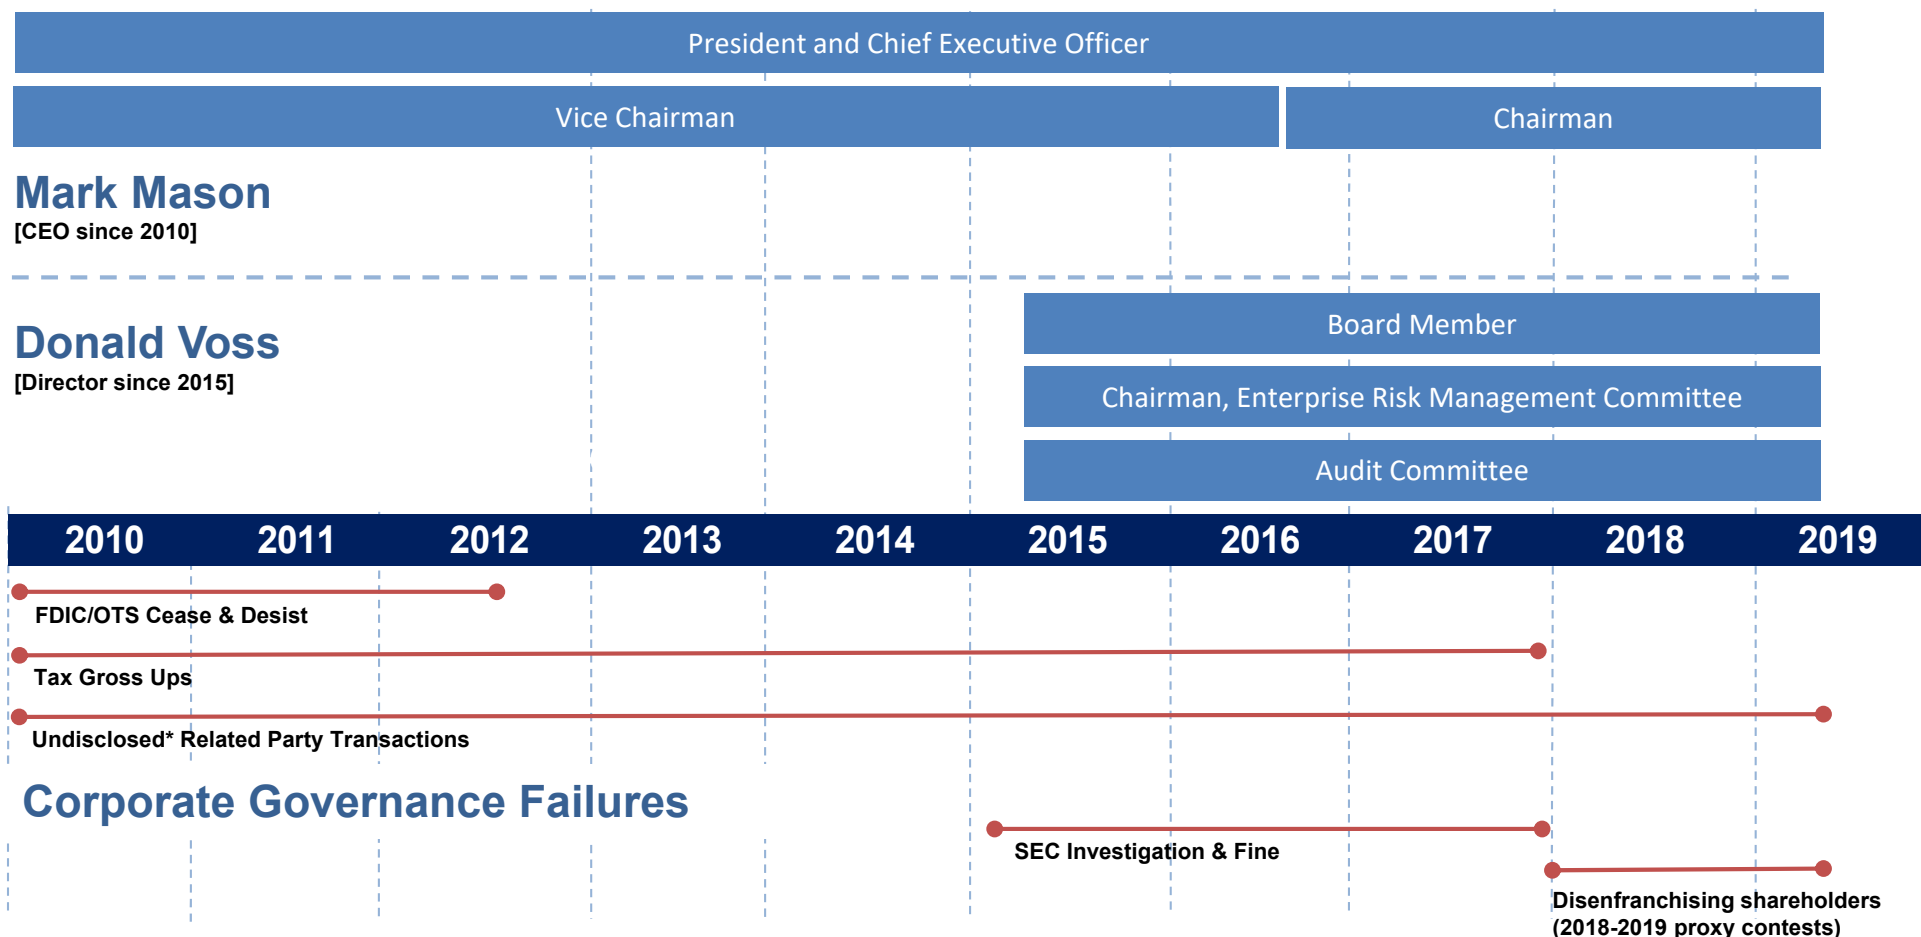 President and Chief Executive Officer
Vice Chairman
Chairman
Mark Mason
[CEO since 2010]
Donald Voss
[Director since 2015]
Board Member
Chairman, Enterprise Risk Management Committee
Audit Committee
2010 2011 2012 2013 2014 2015 2016 2017 2018 2019
FDIC/OTS Cease & Desist
Tax Gross Ups
Undisclosed* Related Party Transactions
Corporate Governance Failures
SEC Investigation & Fine
Disenfranchising shareholders
(2018-2019 proxy contests)